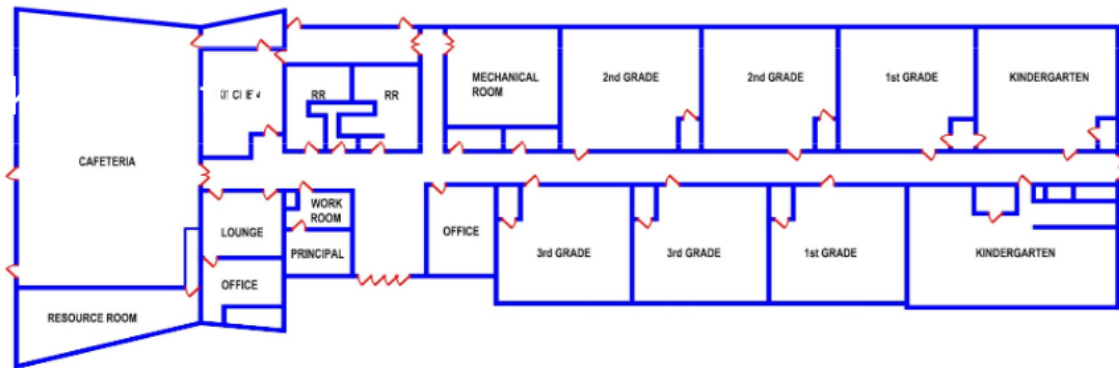 MECHANICAL
ROOM
2nd GRADE
2nd GRADE
1st GRADE
KINDERGARTEN
RR
RR
CAFETERIA
WORK
ROOM
LOUNGE
OFFICE
PRINCIPAL
3rd GRADE
3rd GRADE
1st GRADE
KINDERGARTEN
OFFICE
RESOURCE ROOM